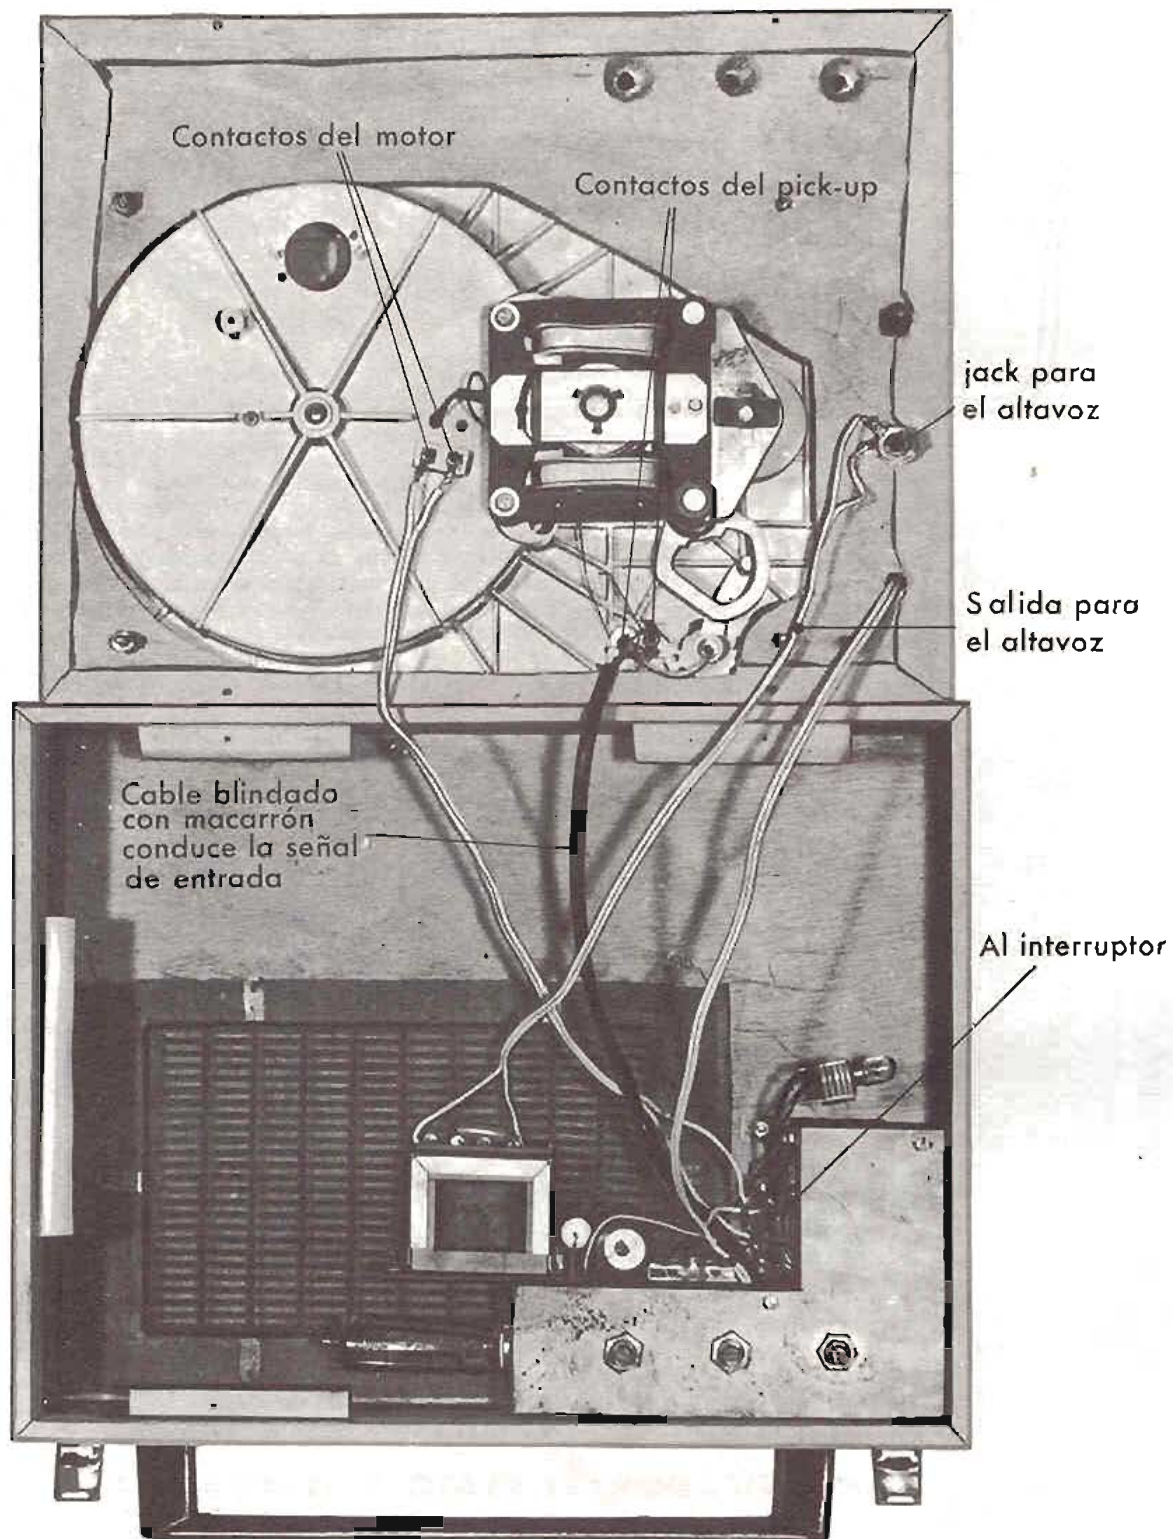 Contactos del motor
Contactos del pick-up
jack para
el altavoz
Salida para
el altavoz
Cable blindado
con macarrón
conduce la señal
de entrada
Al interruptor